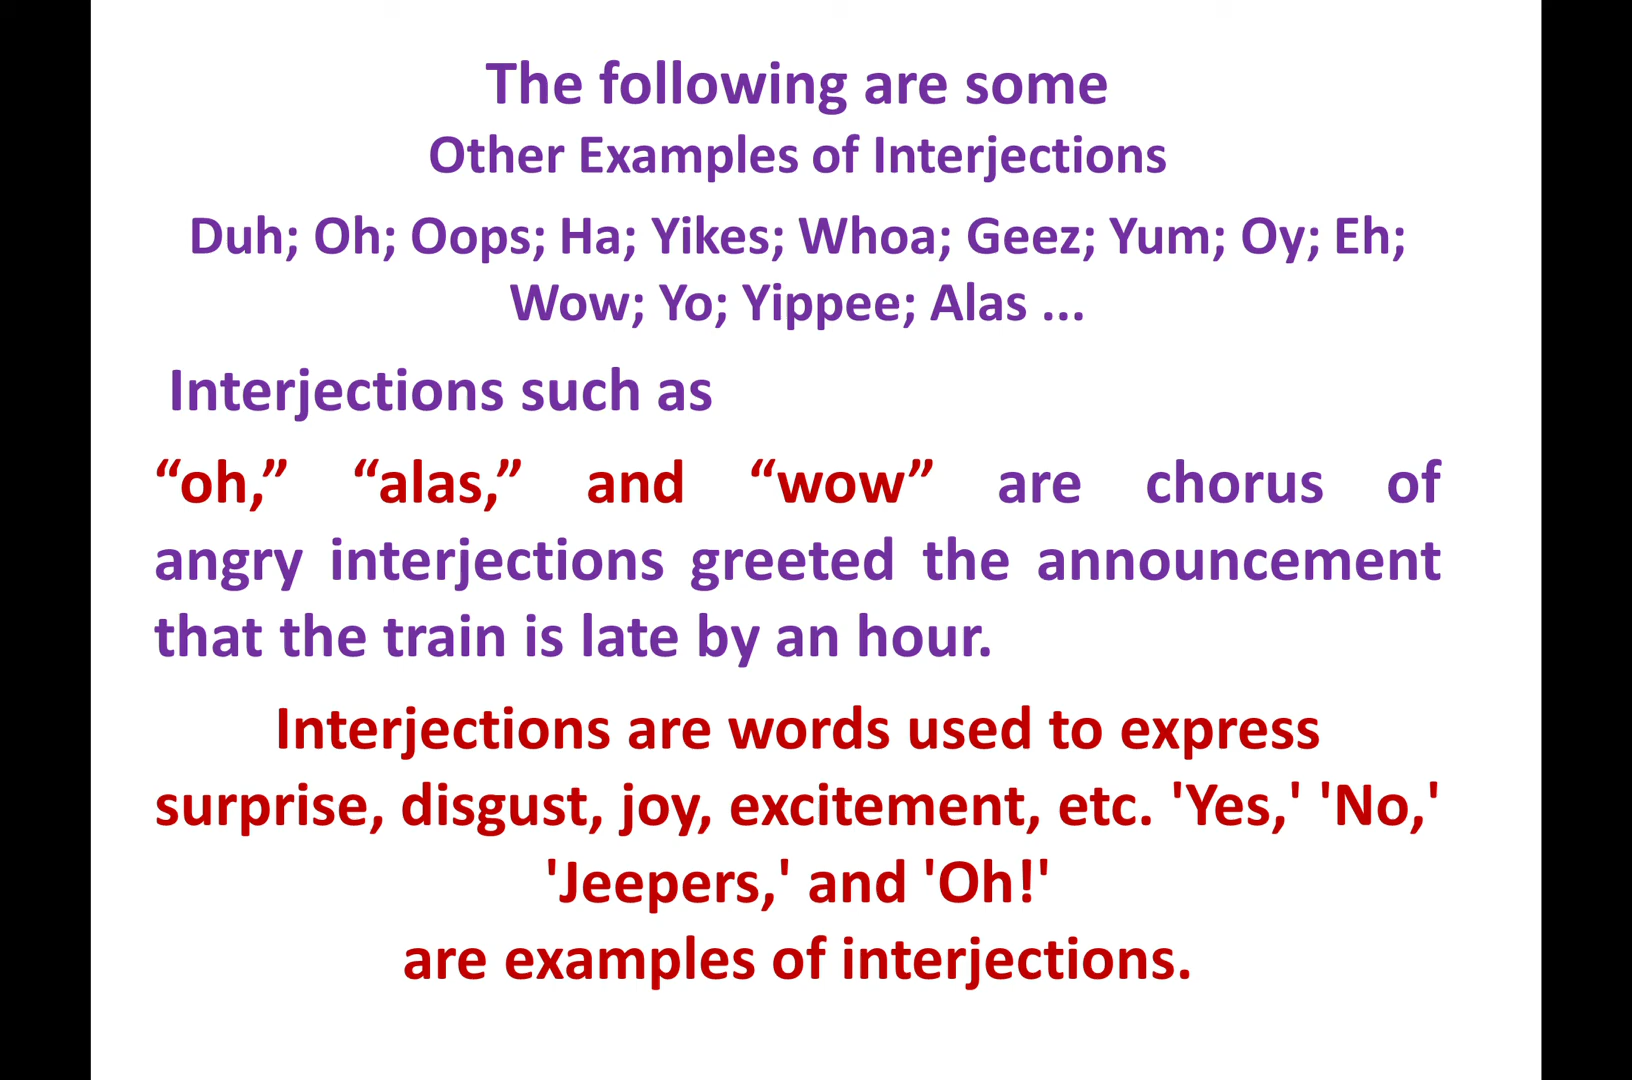 The following are some
Other Examples of Interjections
Duh; Oh; Oops; Ha; Yikes; Whoa; Geez; Yum; Oy; Eh;
Wow; Yo; Yippee; Alas ...
Interjections such as
“oh,” “alas,” and “wow” are chorus of
angry interjections greeted the announcement
that the train is late by an hour.
Interjections are words used to express
surprise, disgust, joy, excitement, etc. 'Yes,' 'No,'
'Jeepers,' and 'Oh!'
are examples of interjections.